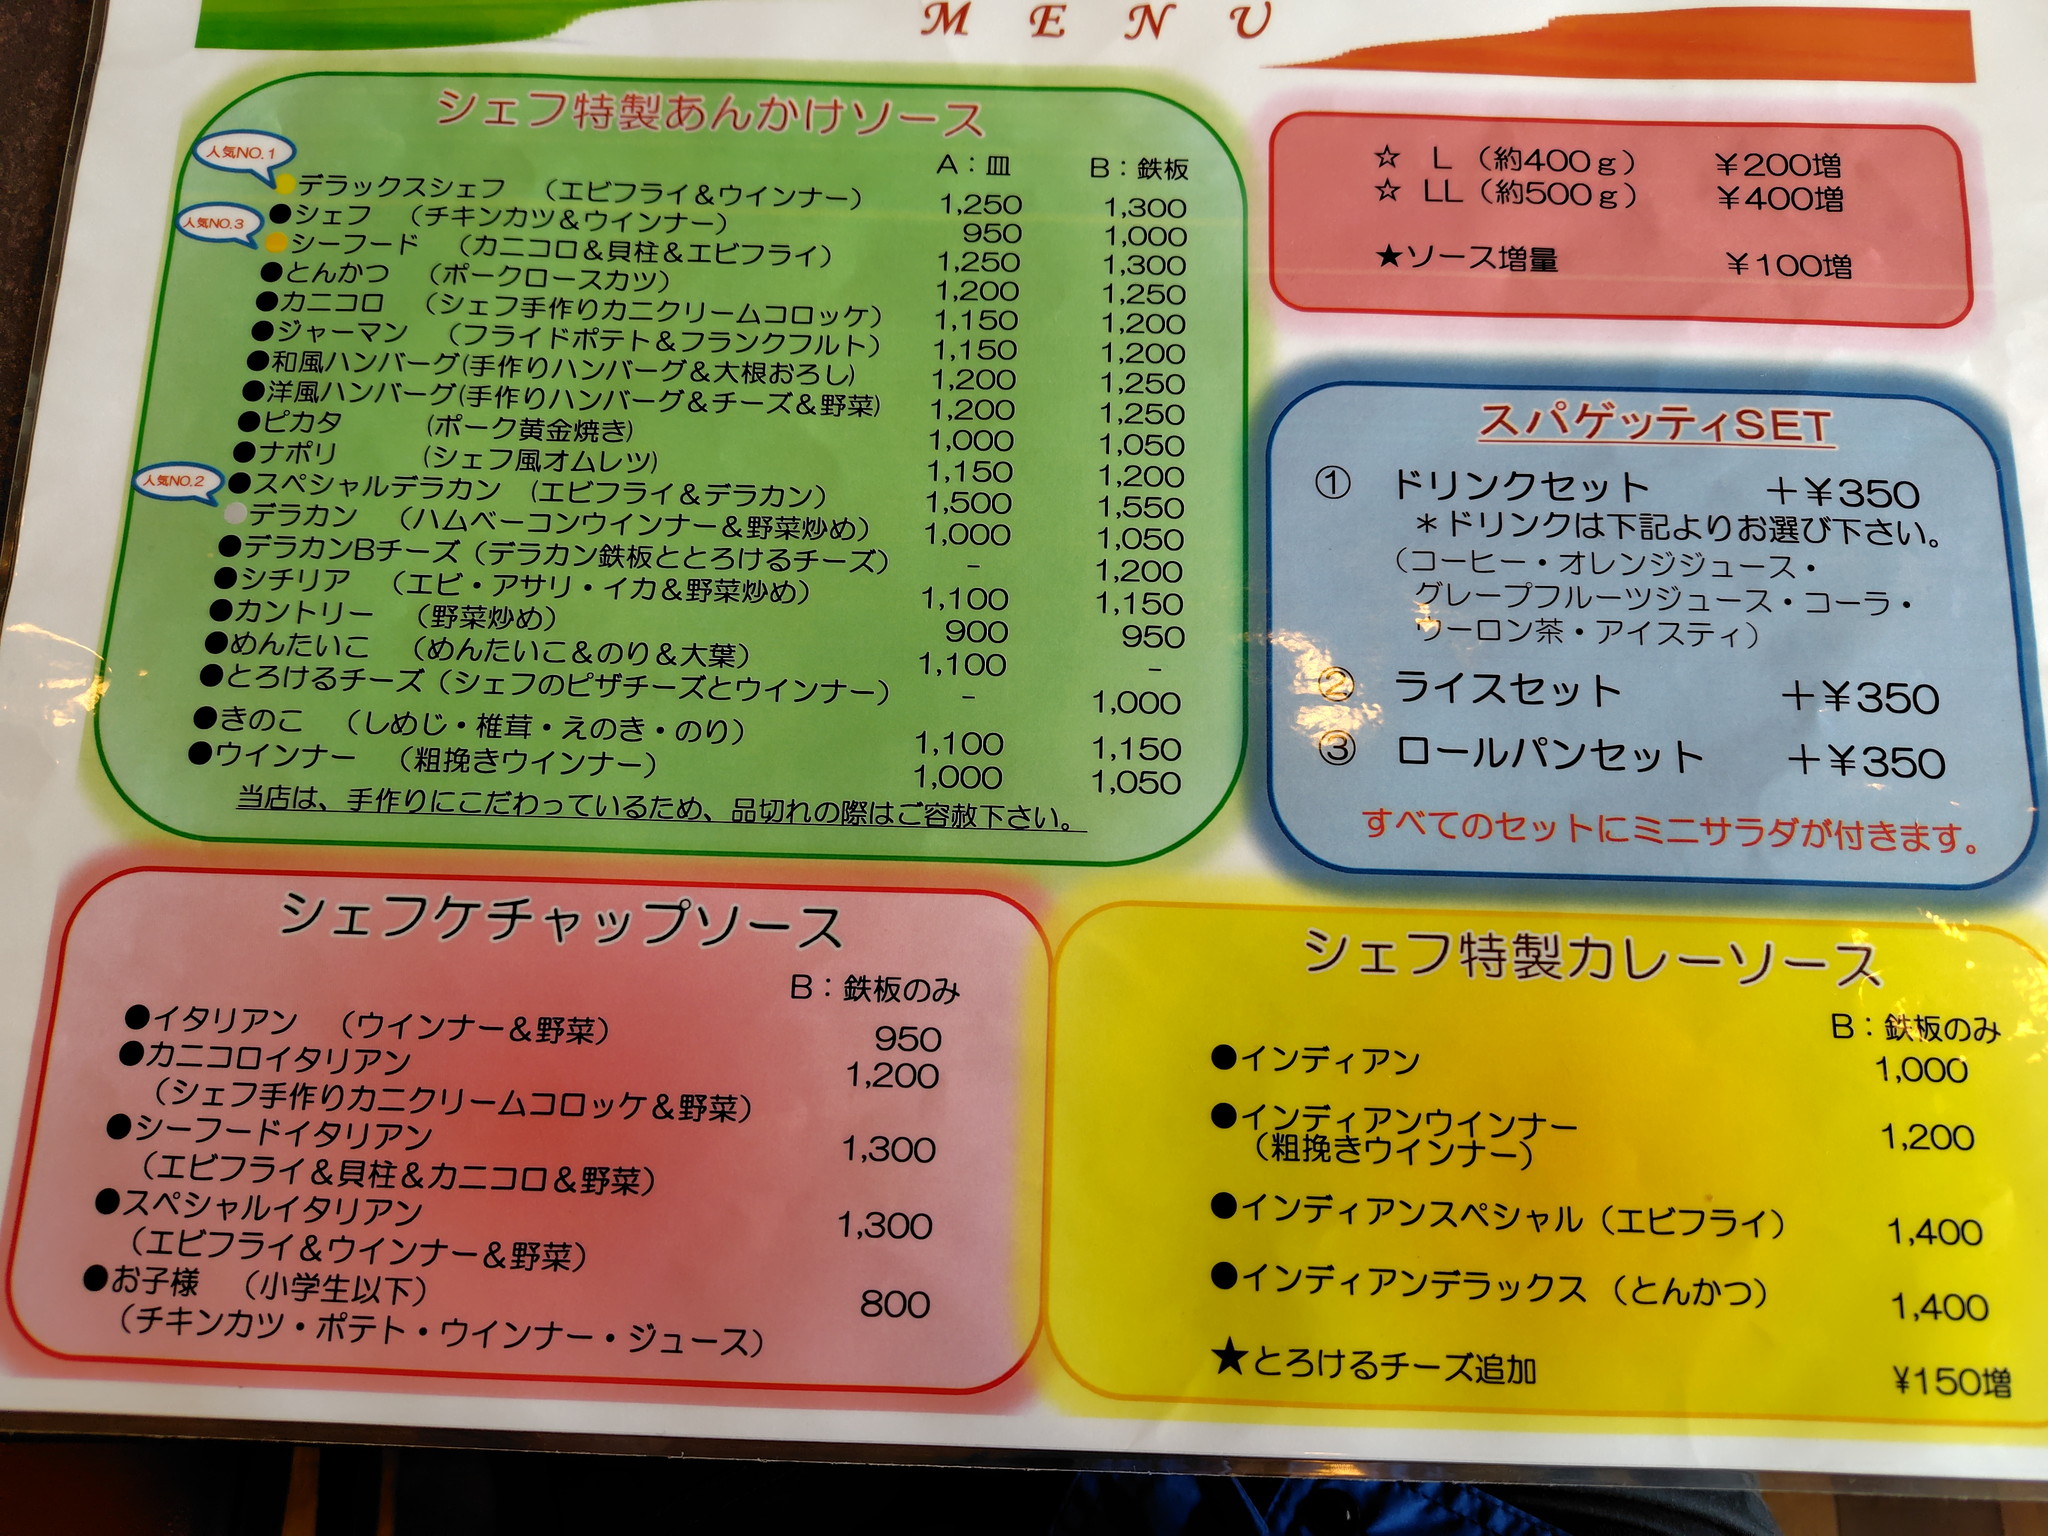 MENU
シェフ特製あんかけソース
A：皿　B：鉄板
人気NO.1
●デラックスシェフ　（エビフライ＆ウインナー）　1,250　1,300
●シェフ　（チキンカツ＆ウインナー）　950　1,000
人気NO.3
●シーフード　（カニコロ＆貝柱＆エビフライ）　1,250　1,300
●とんかつ　（ポークロースカツ）　1,200　1,250
●カニコロ　（シェフ手作りカニクリームコロッケ）　1,150　1,200
●ジャーマン　（フライドポテト＆フランクフルト）　1,150　1,200
●和風ハンバーグ(手作りハンバーグ＆大根おろし)　1,200　1,250
●洋風ハンバーグ(手作りハンバーグ＆チーズ＆野菜)　1,200　1,250
●ピカタ　(ポーク黄金焼き)　1,000　1,050
●ナポリ　(シェフ風オムレツ)　1,150　1,200
●スペシャルデラカン　(エビフライ＆デラカン）　1,500　1,550
人気NO.2
●デラカン　（ハムベーコンウインナー＆野菜炒め）　1,000　1,050
●デラカンBチーズ（デラカン鉄板ととろけるチーズ）　-　1,200
●シチリア　（エビ・アサリ・イカ＆野菜炒め）　1,100　1,150
●カントリー　（野菜炒め）　900　950
●めんたいこ　（めんたいこ＆のり＆大葉）　1,100　-
●とろけるチーズ（シェフのピザチーズとウインナー）　-　1,000
●きのこ　（しめじ・椎茸・えのき・のり）　1,100　1,150
●ウインナー　（粗挽きウインナー）　1,000　1,050
当店は、手作りにこだわっているため、品切れの際はご容赦下さい。
☆　L（約400ｇ）　￥200増
☆　LL（約500ｇ）　￥400増
★ソース増量　￥100増
スパゲッティSET
①　ドリンクセット　＋￥350
＊ドリンクは下記よりお選び下さい。
（コーヒー・オレンジジュース・
グレープフルーツジュース・コーラ・
ウーロン茶・アイスティ）
②　ライスセット　＋￥350
③　ロールパンセット　＋￥350
すべてのセットにミニサラダが付きます。
シェフケチャップソース
B：鉄板のみ
●イタリアン　（ウインナー＆野菜）　950
●カニコロイタリアン　1,200
（シェフ手作りカニクリームコロッケ＆野菜）
●シーフードイタリアン　1,300
（エビフライ＆貝柱＆カニコロ＆野菜）
●スペシャルイタリアン　1,300
（エビフライ＆ウインナー＆野菜）
●お子様　（小学生以下）　800
（チキンカツ・ポテト・ウインナー・ジュース）
シェフ特製カレーソース
B：鉄板のみ
●インディアン　1,000
●インディアンウインナー　1,200
（粗挽きウインナー）
●インディアンスペシャル（エビフライ）　1,400
●インディアンデラックス（とんかつ）　1,400
★とろけるチーズ追加　¥150増